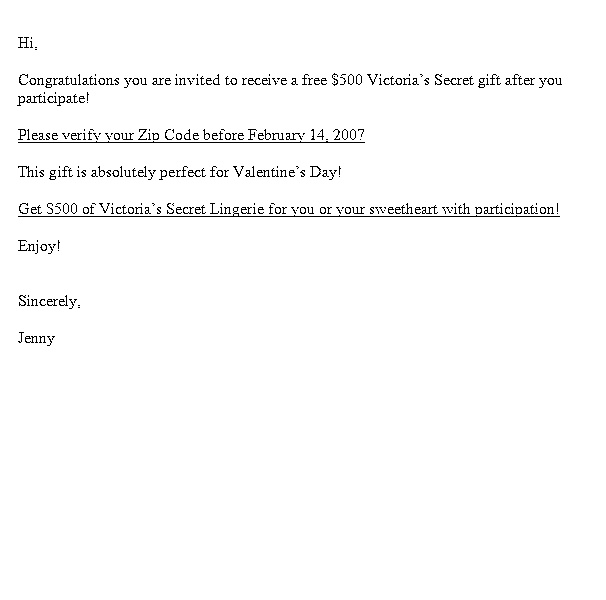 Hi,
Congratulations you are invited to receive a free $500 Victoria's Secret gift after you
participate!
Please verify your Zip Code before February 14, 2007
This gift is absolutely perfect for Valentine's Day!
Get $500 of Victoria's Secret Lingerie for you or your sweetheart with participation!
Enjoy!
Sincerely,
Jenny